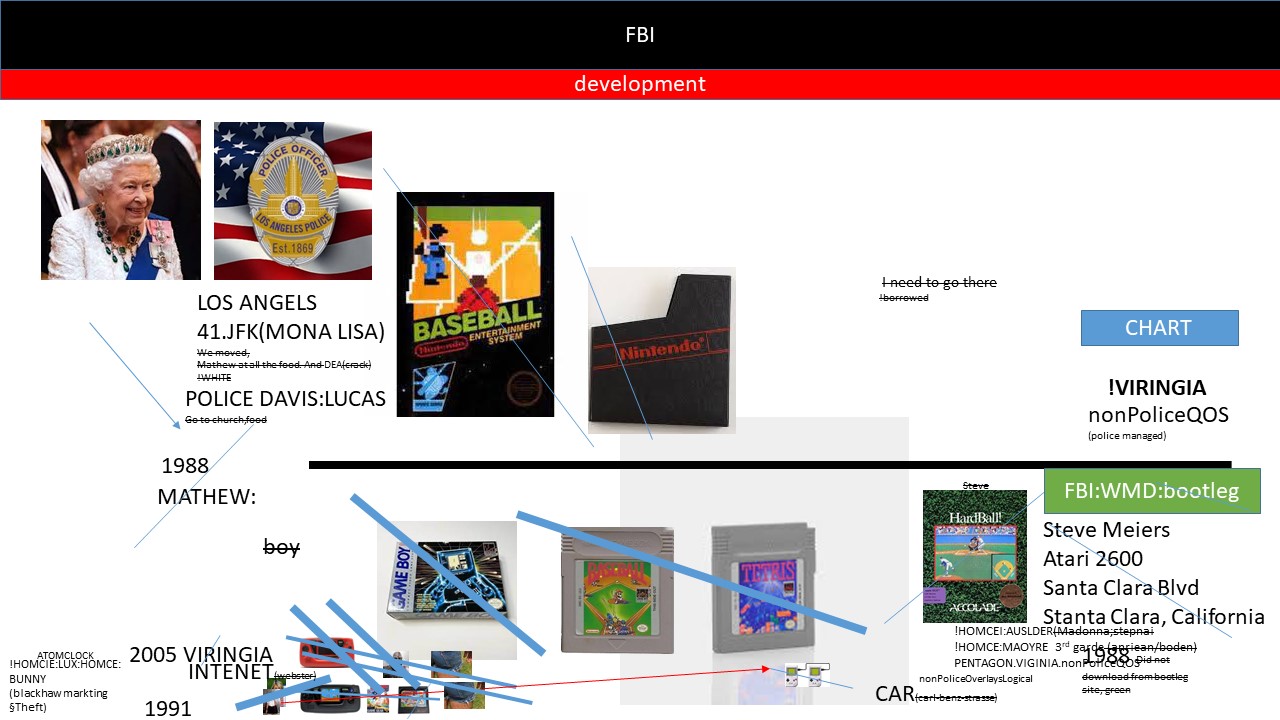 FBI
development
POLICE OFFICER
LOS ANGELES POLICE
Est.1869
LOS ANGELS
41.JFK(MONA LISA)
We moved,
Mathew at all the food. And DEA(crack)
!WHITE
POLICE DAVIS:LUCAS
Go to church,food
BASEBALL
Nintendo
ENTERTAINMENT
SYSTEM
Nintendo
I need to go there
!borrowed
CHART
!VIRINGIA
nonPoliceQOS
(police managed)
1988
MATHEW:
boy
GAME BOY
TETRIS
Steve
HardBall!
ACCOLADE
FBI:WMD:bootleg
Steve Meiers
Atari 2600
Santa Clara Blvd
Stanta Clara, California
!HOMCEI:AUSLDER(Madonna;stepnai
!HOMCE:MAOYRE 3rd garde (aprican/boden)
1988 Did not
PENTAGON.VIGINIA.nonPoliceQOS
download from bootleg
site, green
nonPoliceOverlaysLogical
CAR(carl-benz-strasse)
ATOMCLOCK
!HOMCIE:LUX:HOMCE:
BUNNY
(blackhaw markting
§Theft)
2005 VIRINGIA
INTENET(webster)
1991